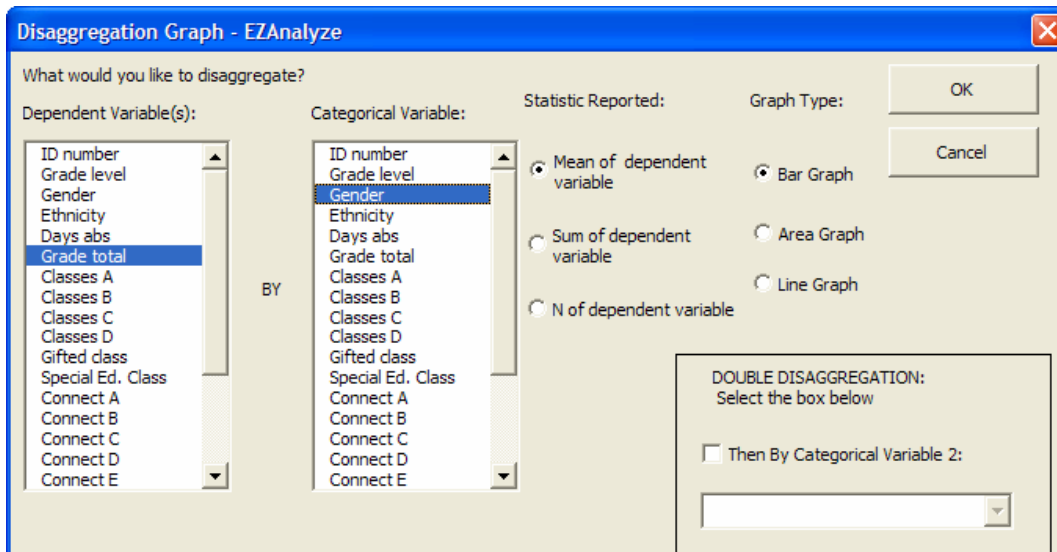 Disaggregation Graph - EZAnalyze
What would you like to disaggregate?
Dependent Variable(s):
ID number
Grade level
Gender
Ethnicity
Days abs
Grade total
Classes A
Classes B
Classes C
Classes D
Gifted class
Special Ed. Class
Connect A
Connect B
Connect C
Connect D
Connect E
BY
Categorical Variable:
ID number
Grade level
Gender
Ethnicity
Days abs
Grade total
Classes A
Classes B
Classes C
Classes D
Gifted class
Special Ed. Class
Connect A
Connect B
Connect C
Connect D
Connect E
Statistic Reported:
Mean of dependent
variable
Sum of dependent
variable
N of dependent variable
Graph Type:
Bar Graph
Area Graph
Line Graph
OK
Cancel
DOUBLE DISAGGREGATION:
Select the box below
Then By Categorical Variable 2: